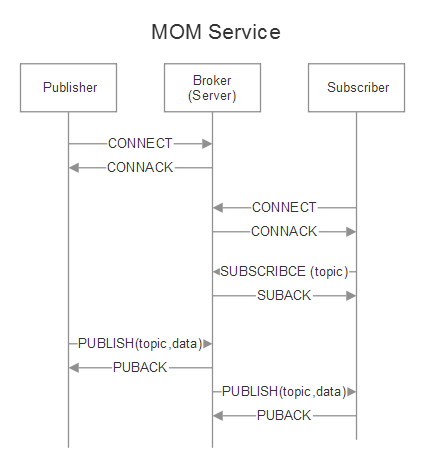 MOM Service
Publisher
Broker
(Server)
Subscriber
CONNECT
CONNACK
CONNECT
CONNACK
SUBSCRIBCE (topic)
SUBACK
PUBLISH(topic,data)
PUBACK
PUBLISH(topic,data)
PUBACK